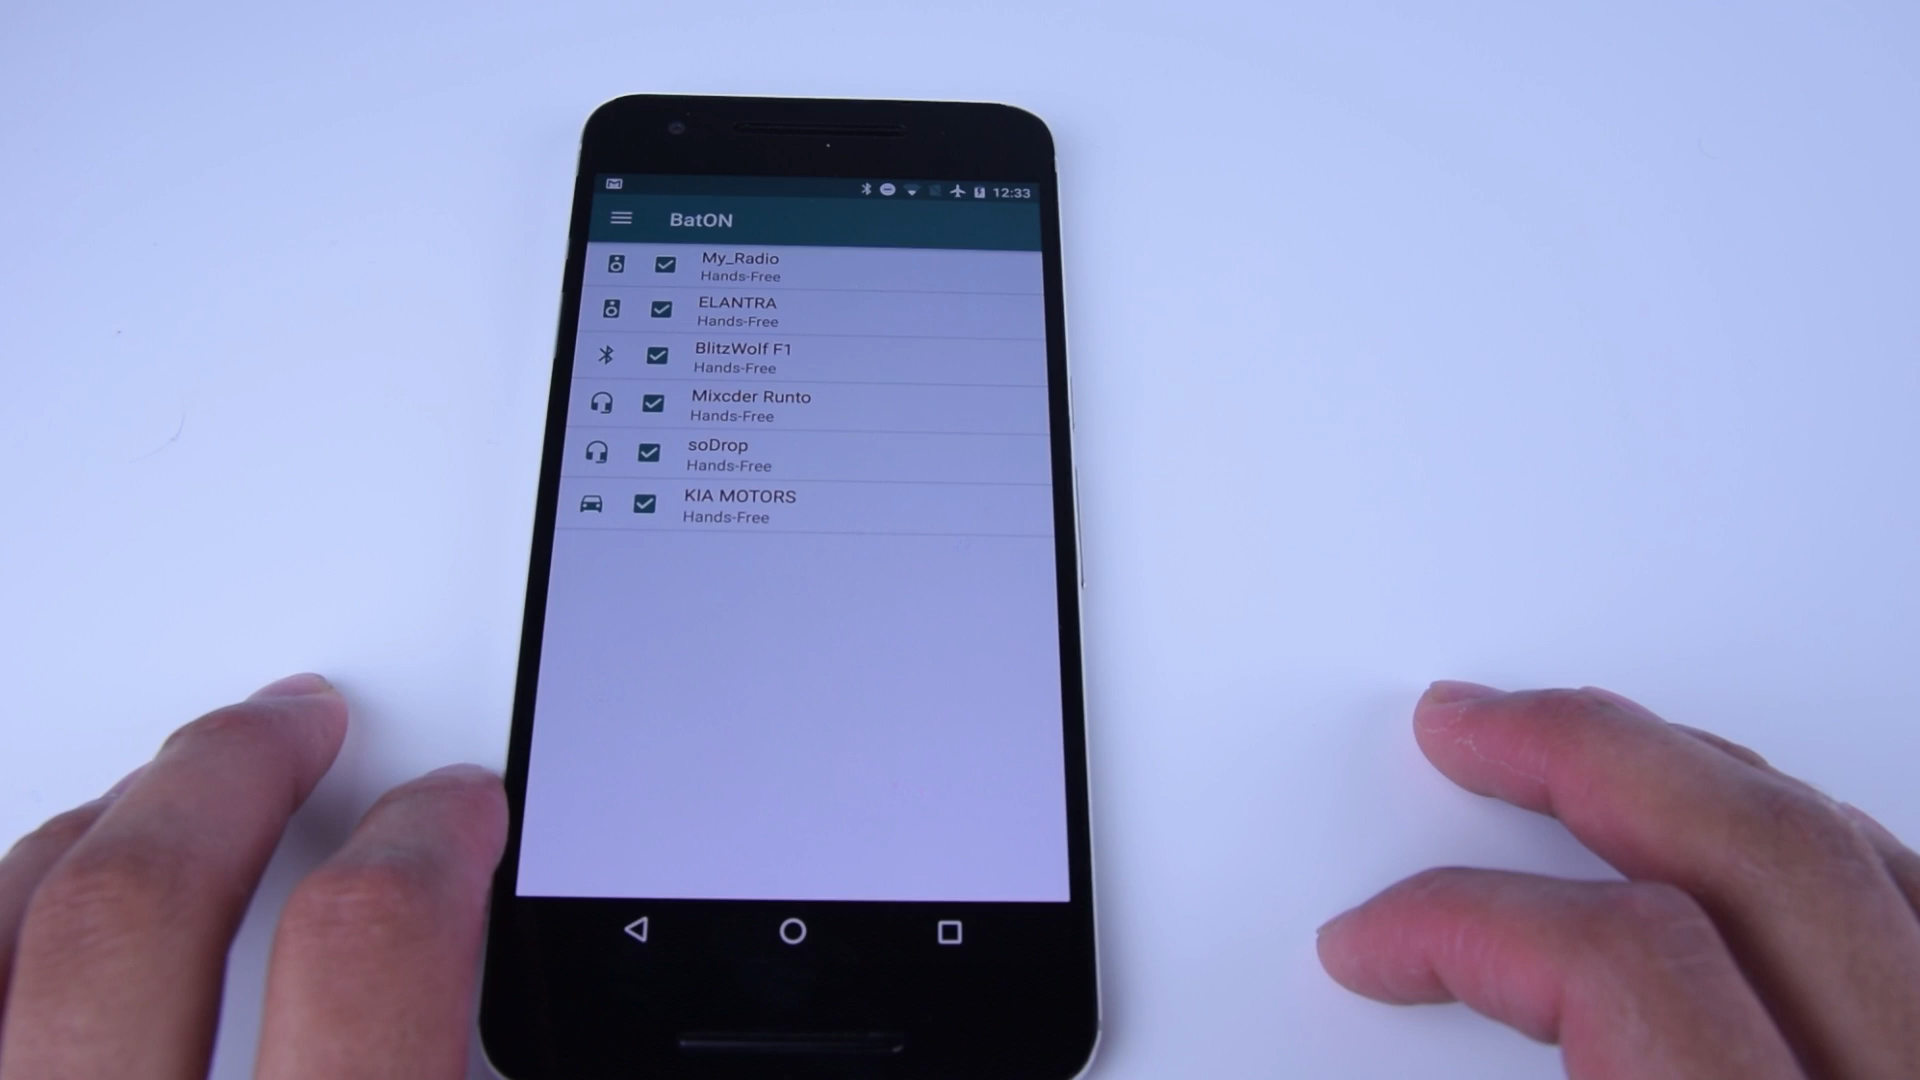 12:33
BatON
My_Radio
Hands-Free
ELANTRA
Hands-Free
BlitzWolf F1
Hands-Free
Mixcder Runto
Hands-Free
soDrop
Hands-Free
KIA MOTORS
Hands-Free